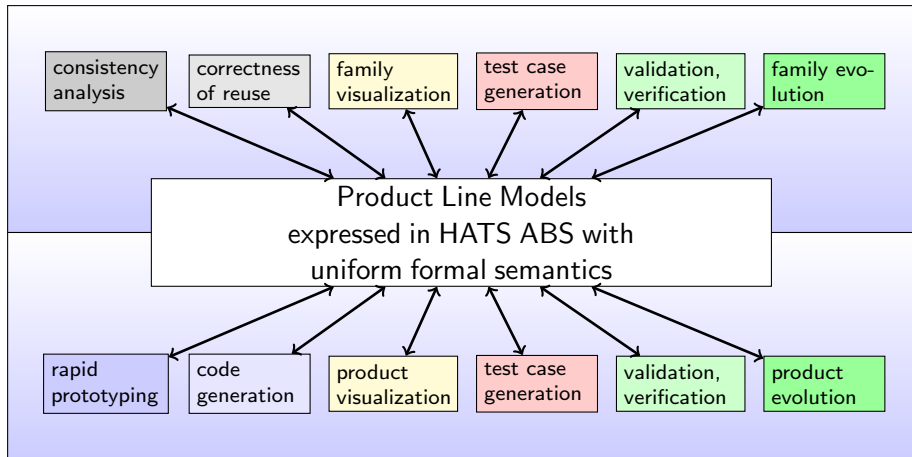 consistency
analysis
correctness
of reuse
family
visualization
test case
generation
validation,
verification
family evo-
lution
Product Line Models
expressed in HATS ABS with
uniform formal semantics
rapid
prototyping
code
generation
product
visualization
test case
generation
validation,
verification
product
evolution